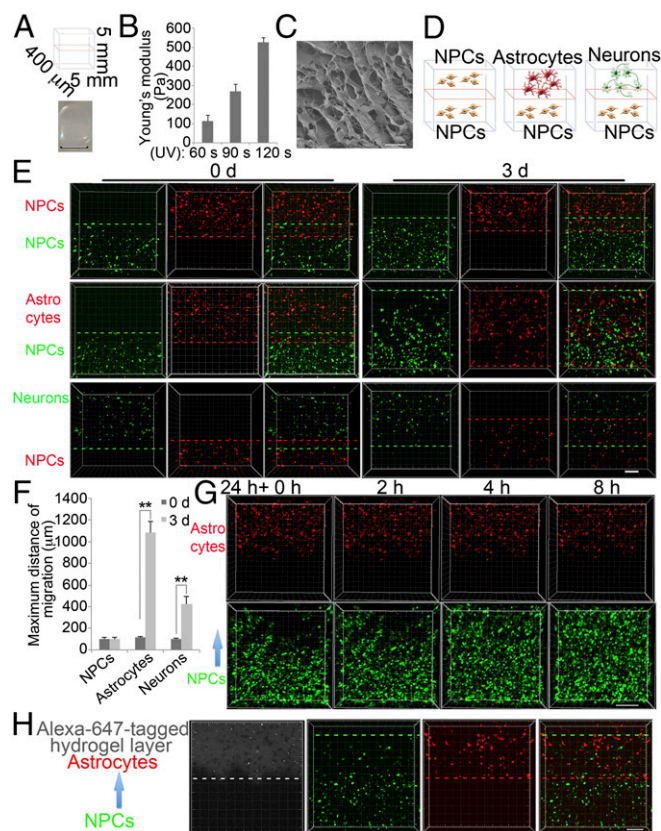 A
5 mm
5 mm
400 µm
B
Young's modulus
(Pa)
600
500
400
300
200
100
0
(UV): 60 s 90 s 120 s
C
D
NPCs Astrocytes Neurons
NPCs NPCs NPCs
E
0 d 3 d
NPCs
NPCs
Astro
cytes
NPCs
Neurons
NPCs
F
Maximum distance of
migration (µm)
1400
1200
1000
800
600
400
200
0
0 d
3 d
**
**
NPCs
Astrocytes
Neurons
G
24 h+ 0 h 2 h 4 h 8 h
Astro
cytes
NPCs
H
Alexa-647-tagged
hydrogel layer
Astrocytes
NPCs